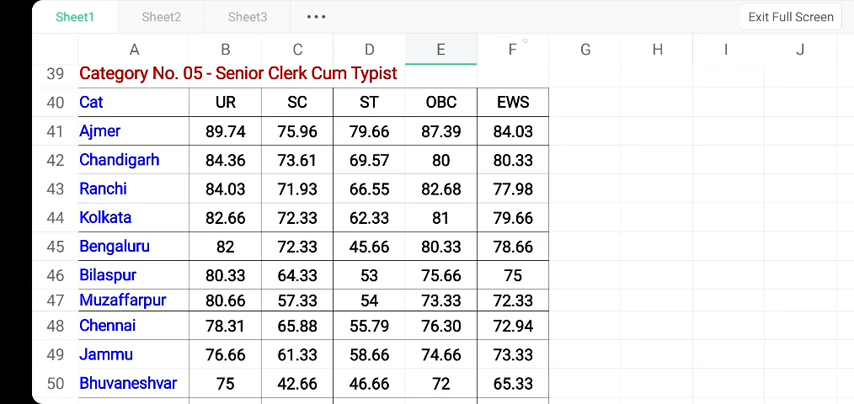 Sheet1 Sheet2 Sheet3 ••• Exit Full Screen
A B C D E F G H I J
39 Category No. 05 - Senior Clerk Cum Typist
40 Cat UR SC ST OBC EWS
41 Ajmer 89.74 75.96 79.66 87.39 84.03
42 Chandigarh 84.36 73.61 69.57 80 80.33
43 Ranchi 84.03 71.93 66.55 82.68 77.98
44 Kolkata 82.66 72.33 62.33 81 79.66
45 Bengaluru 82 72.33 45.66 80.33 78.66
46 Bilaspur 80.33 64.33 53 75.66 75
47 Muzaffarpur 80.66 57.33 54 73.33 72.33
48 Chennai 78.31 65.88 55.79 76.30 72.94
49 Jammu 76.66 61.33 58.66 74.66 73.33
50 Bhuvaneshvar 75 42.66 46.66 72 65.33